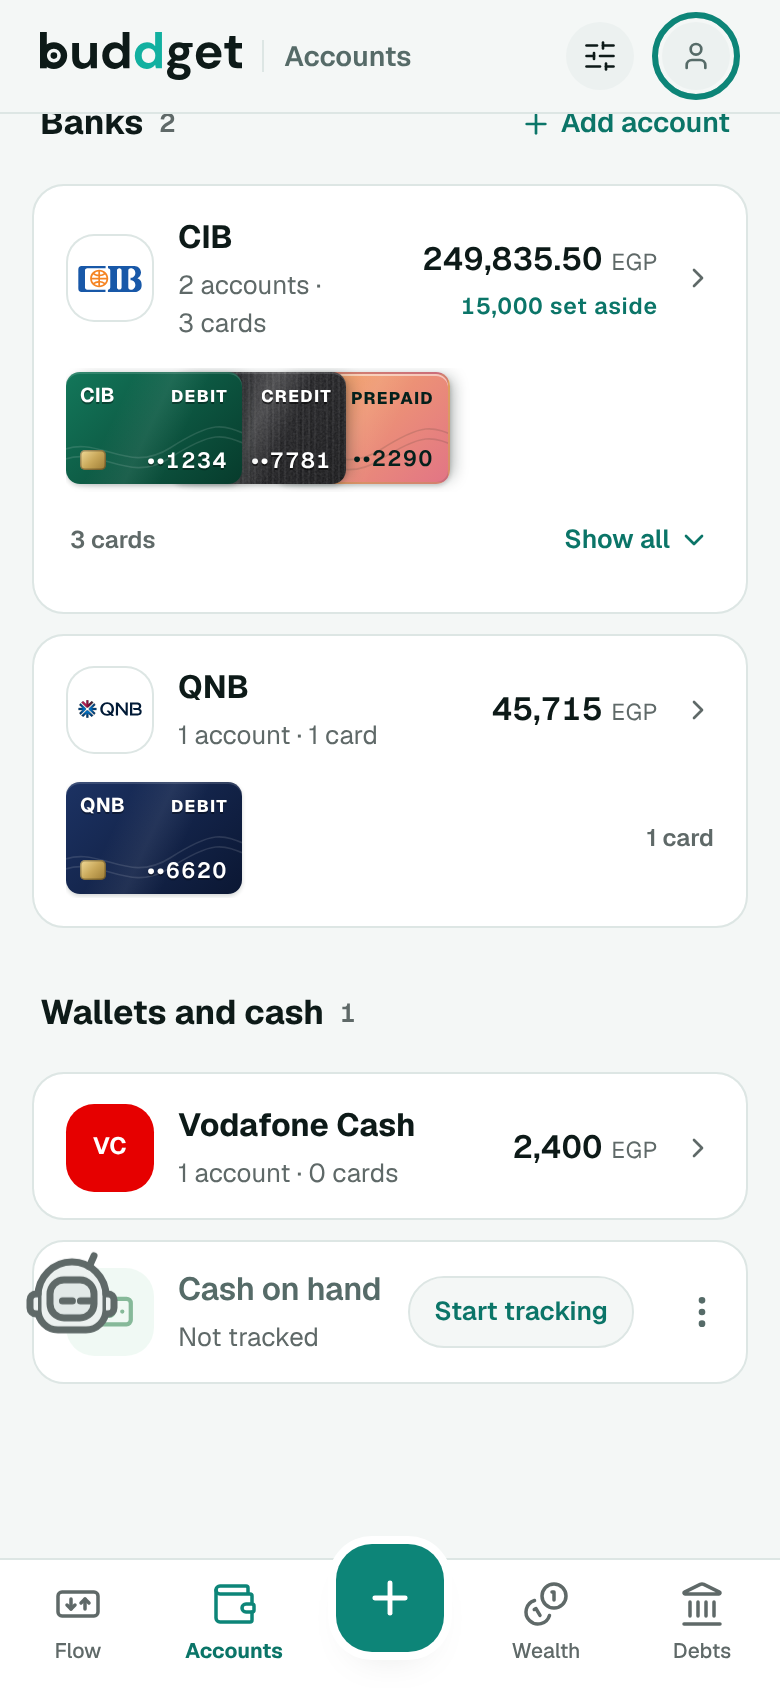 buddget
Accounts
Banks 2
+ Add account
CIB
2 accounts ·
3 cards
249,835.50 EGP
15,000 set aside
CIB DEBIT
••1234
CREDIT
••7781
PREPAID
••2290
3 cards
Show all
QNB
QNB
1 account · 1 card
45,715 EGP
QNB DEBIT
••6620
1 card
Wallets and cash 1
VC
Vodafone Cash
1 account · 0 cards
2,400 EGP
Cash on hand
Not tracked
Start tracking
Flow
Accounts
Wealth
Debts